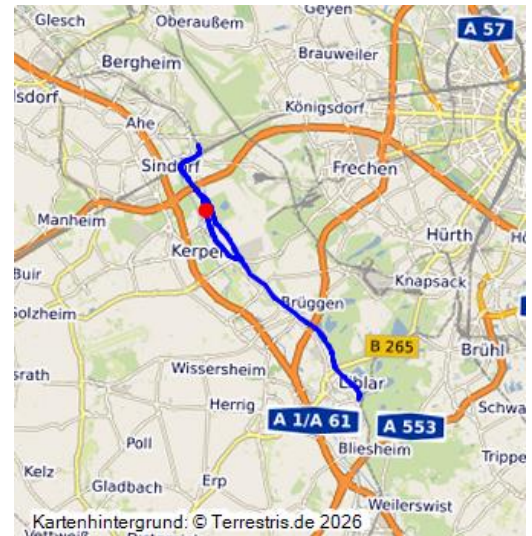 Glesch
Oberaußem
Geyen
A 57
Bergheim
Brauweiler
Königsdorf
Ahe
Sindorf
Frechen
Manheim
Hürth
Buir
Kerpen
Knapsack
Brüggen
B 265
Brühl
Wissersheim
Liblar
Herrig
A 1/A 61
A 553
Poll
Bliesheim
Kelz
Gladbach
Erp
Weilerswist
Kartenhintergrund: © Terrestris.de 2026